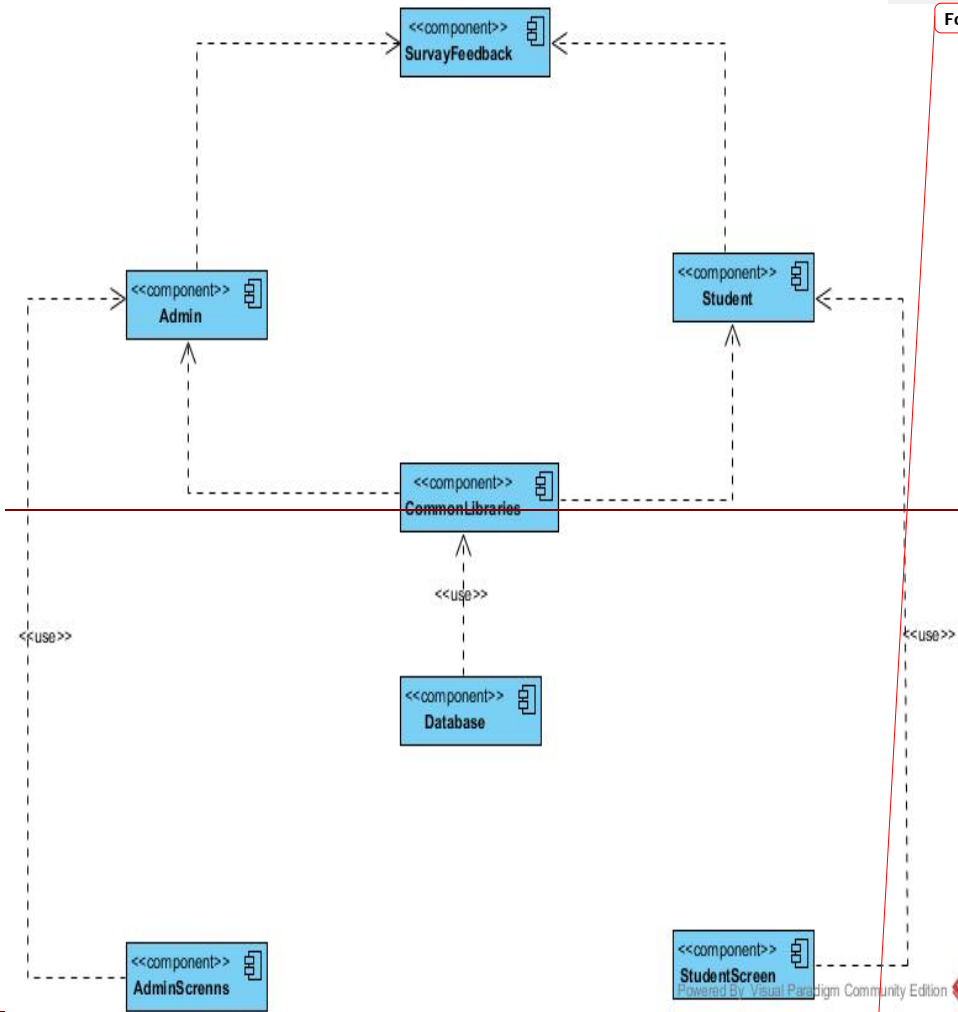 Fo
<<component>>
SurvayFeedback
<<component>>
Admin
<<component>>
Student
<<component>>
CommonLibraries
<<use>>
<<use>>
<<use>>
<<component>>
Database
<<component>>
AdminScrenns
<<component>>
StudentScreen
Powered By Visual Paradigm Community Edition